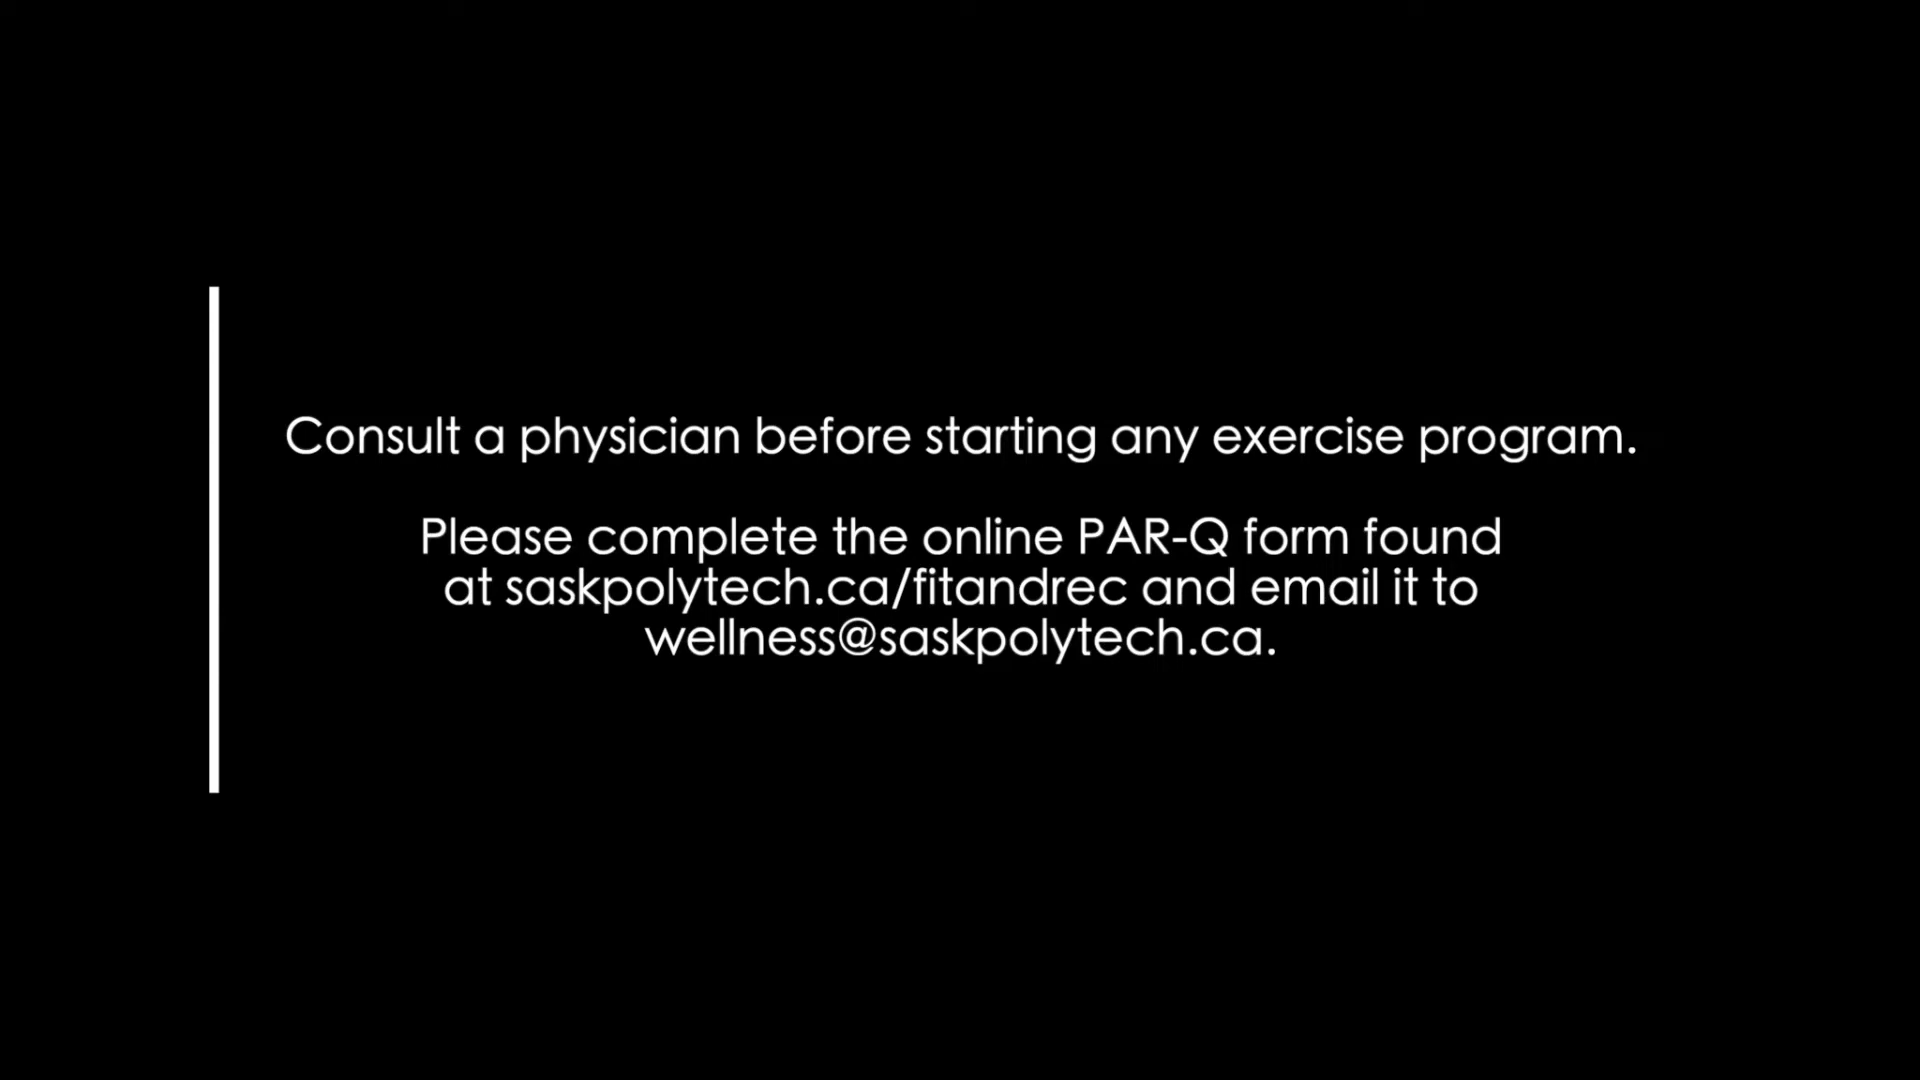 Consult a physician before starting any exercise program.
Please complete the online PAR-Q form found
at saskpolytech.ca/fitandrec and email it to
wellness@saskpolytech.ca.